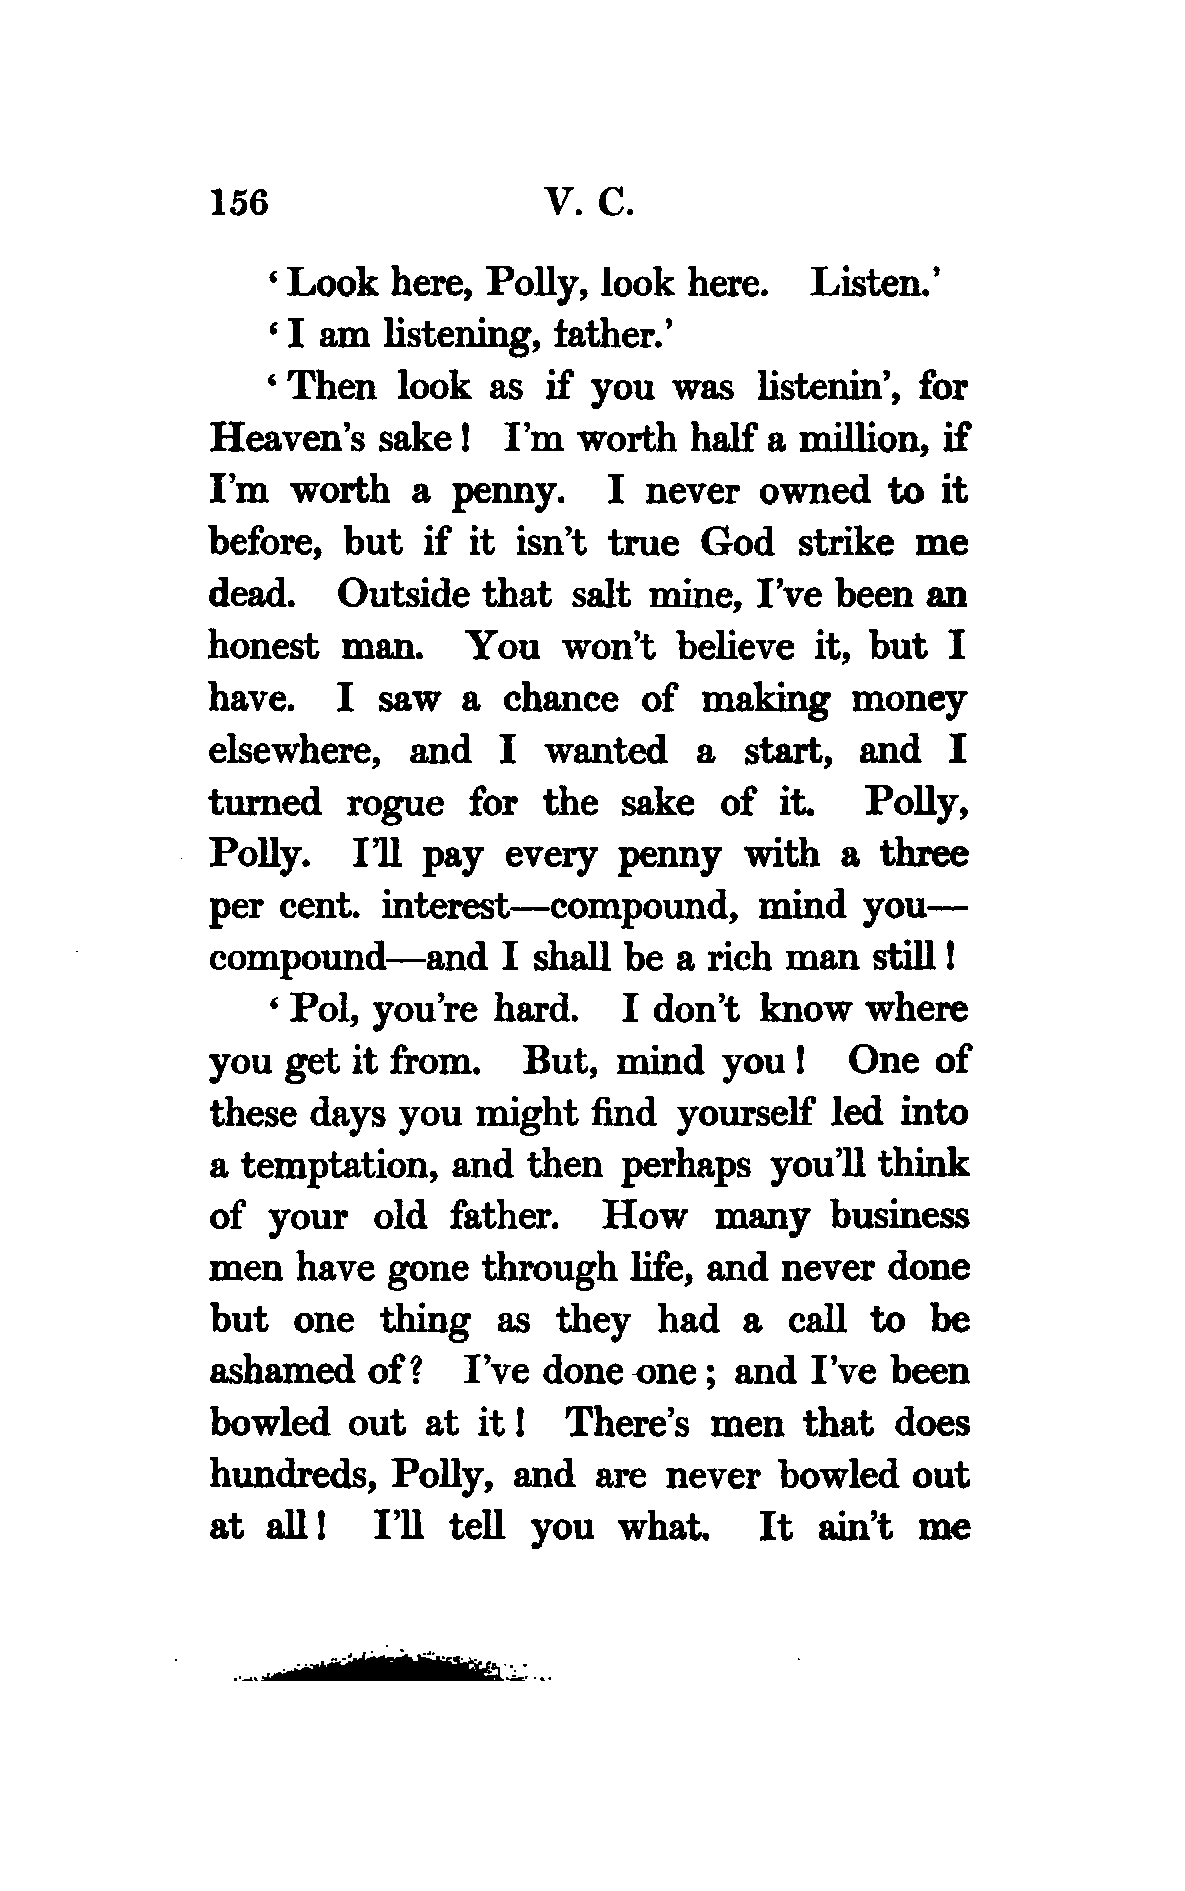 156 V. C.
‘Look here, Polly, look here. Listen.’
‘I am listening, father.’
‘Then look as if you was listenin’, for
Heaven’s sake! I’m worth half a million, if
I’m worth a penny. I never owned to it
before, but if it isn’t true God strike me
dead. Outside that salt mine, I’ve been an
honest man. You won’t believe it, but I
have. I saw a chance of making money
elsewhere, and I wanted a start, and I
turned rogue for the sake of it. Polly,
Polly. I’ll pay every penny with a three
per cent. interest—compound, mind you—
compound—and I shall be a rich man still!
‘Pol, you’re hard. I don’t know where
you get it from. But, mind you! One of
these days you might find yourself led into
a temptation, and then perhaps you’ll think
of your old father. How many business
men have gone through life, and never done
but one thing as they had a call to be
ashamed of? I’ve done one; and I’ve been
bowled out at it! There’s men that does
hundreds, Polly, and are never bowled out
at all! I’ll tell you what. It ain’t me